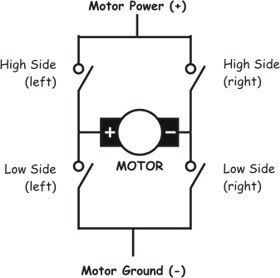 Motor Power (+)
High Side
(left)
High Side
(right)
+
−
MOTOR
Low Side
(left)
Low Side
(right)
Motor Ground (-)